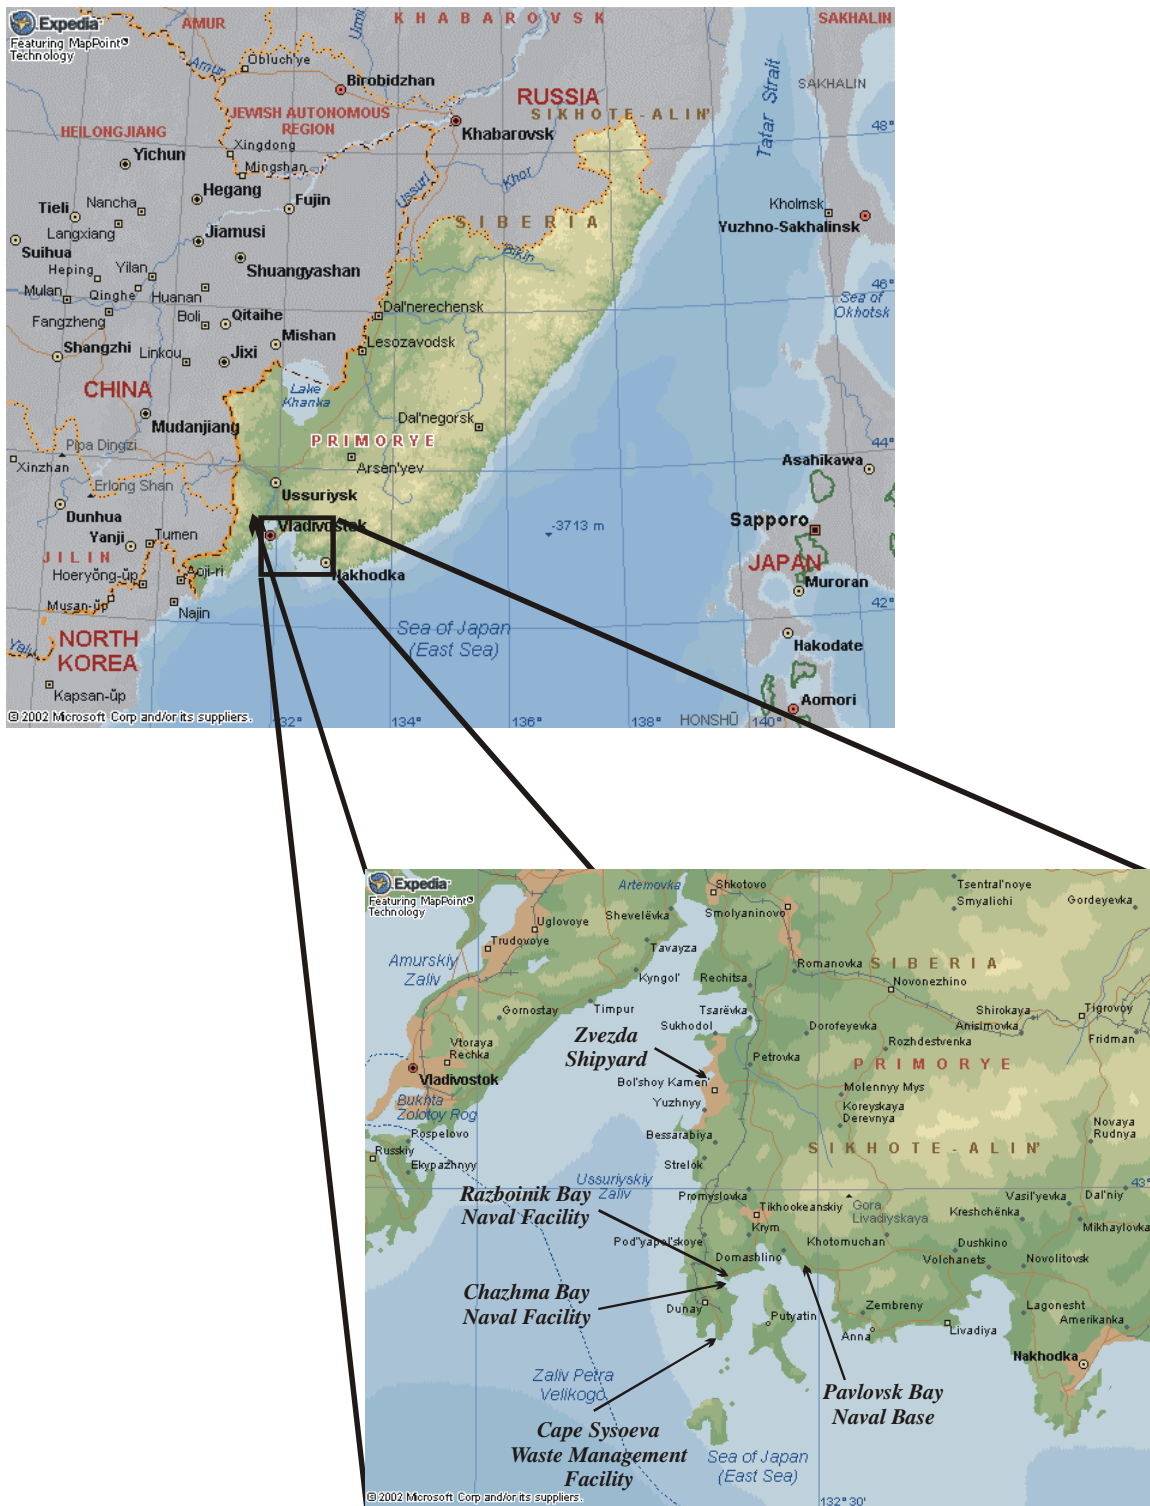 Expedia
Featuring MapPoint
Technology
AMUR
KHABAROVSK
SAKHALIN
Amur
Obluch'ye
Birobidzhan
RUSSIA
Tatar Strait
SAKHALIN
JEWISH AUTONOMOUS
REGION
SIKHOTE-ALIN'
HEILONGJIANG
Khabarovsk
48°
Yichun
Xingdong
Mingshan
Khor
Ussuri
Hegang
Nancha
Fujin
Kholmsk
Tieli
Langxiang
SIBERIA
Yuzhno-Sakhalinsk
Jiamusi
Suihua
Bikin
Shuangyashan
Heping
Yilan
46°
Mulan
Qinghe
Huanan
Sea of
Okhotsk
Dal'nerechensk
Fangzheng
Boli
Qitaihe
Mishan
Shangzhi
Linkou
Jixi
Lesozavodsk
CHINA
Lake
Khanka
Mudanjiang
Dal'negorsk
PRIMORYE
Pipa Dingzi
44°
Xinzhan
Arsen'yev
Asahikawa
Erlong Shan
Ussuriysk
Dunhua
Sapporo
Vladivostok
-3713 m
Yanji
Tumen
JILIN
JAPAN
Hoeryŏng-ŭp
Aoji-ri
Nakhodka
Muroran
Musan-ŭp
Najin
42°
Sea of Japan
(East Sea)
NORTH
KOREA
Yalu
Hakodate
Kapsan-ŭp
Aomori
© 2002 Microsoft Corp and/or its suppliers.
132°
134°
136°
138°
HONSHŪ
140°
Expedia
Featuring MapPoint
Technology
Artemovka
Shkotovo
Tsentral'noye
Smyalichi
Gordeyevka
Uglovoye
Shevelëvka
Smolyaninovo
Trudovoye
Tavayza
Amurskiy
Zaliv
Romanovka
SIBERIA
Kyngol'
Rechitsa
Novonezhino
Gornostay
Timpur
Tsarëvka
Shirokaya
Tigrovoy
Sukhodol
Dorofeyevka
Anisimovka
Zvezda
Shipyard
Vtoraya
Rechka
Rozhdestvenka
Fridman
Petrovka
PRIMORYE
Vladivostok
Bol'shoy Kamen'
Molennyy Mys
Bukhta
Zolotoy Rog
Yuzhnyy
Koreyskaya
Derevnya
Rospelovo
Bessarabiya
Novaya
Rudnya
Russkiy
SIKHOTE-ALIN'
Ekypazhnyy
Strelok
Ussuriyskiy
Zaliv
43°
Razboinik Bay
Naval Facility
Promyslovka
Tikhookeanskiy
Gora
Livadiyskaya
Vasil'yevka
Dal'niy
Kreshchënka
Krym
Mikhaylovka
Pod"yapol'skoye
Khotomuchan
Dushkino
Domashlino
Volchanets
Novolitovsk
Chazhma Bay
Naval Facility
Dunay
Putyatin
Zembreny
Lagonesht
Amerikanka
Anna
Livadiya
Nakhodka
Zaliv Petra
Velikogo
Pavlovsk Bay
Naval Base
Cape Sysoeva
Waste Management
Facility
Sea of Japan
(East Sea)
© 2002 Microsoft Corp and/or its suppliers.
132° 30'